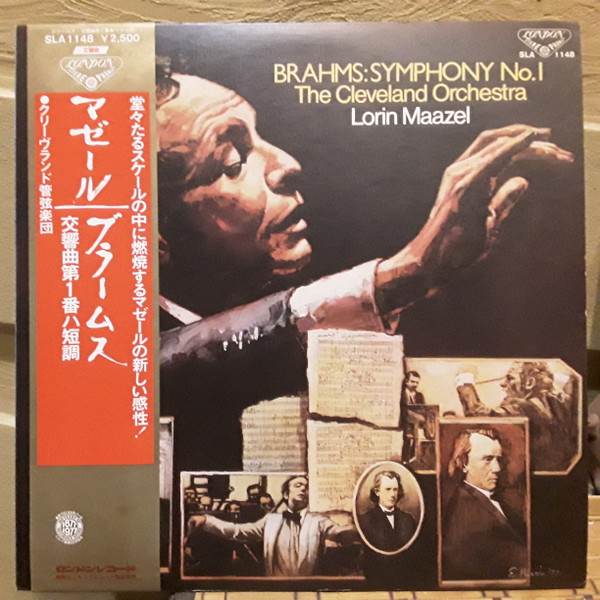 SLA 1148 ¥2,500
LONDON
マゼール/ブラームス
交響曲第1番ハ短調
●クリーヴランド管弦楽団
堂々たるスケールの中に燃焼するマゼールの新しい感性!
1877
1977
ロンドンレコード
LONDON
SLA 1148
BRAHMS:SYMPHONY No.1
The Cleveland Orchestra
Lorin Maazel